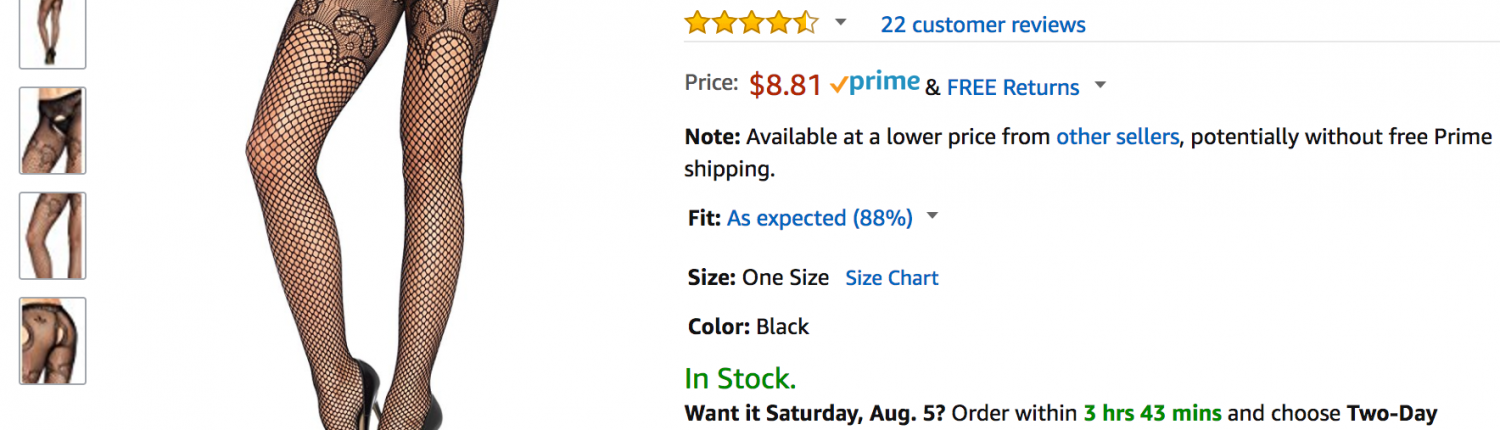 22 customer reviews
Price: $8.81 prime & FREE Returns
Note: Available at a lower price from other sellers, potentially without free Prime
shipping.
Fit: As expected (88%)
Size: One Size Size Chart
Color: Black
In Stock.
Want it Saturday, Aug. 5? Order within 3 hrs 43 mins and choose Two-Day